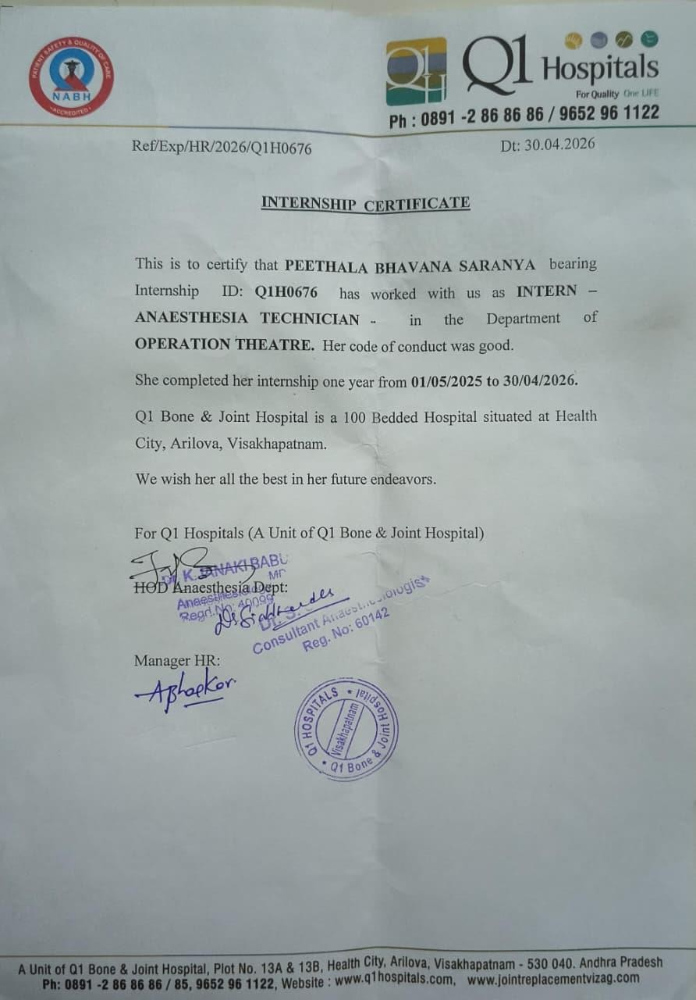 PATIENT SAFETY & QUALITY OF CARE
NABH
ACCREDITED
Q1H
Q1 Hospitals
For Quality One LIFE
Ph : 0891 -2 86 86 86 / 9652 96 1122
Ref/Exp/HR/2026/Q1H0676
Dt: 30.04.2026
INTERNSHIP CERTIFICATE
This is to certify that PEETHALA BHAVANA SARANYA bearing
Internship ID: Q1H0676 has worked with us as INTERN –
ANAESTHESIA TECHNICIAN - in the Department of
OPERATION THEATRE. Her code of conduct was good.
She completed her internship one year from 01/05/2025 to 30/04/2026.
Q1 Bone & Joint Hospital is a 100 Bedded Hospital situated at Health
City, Arilova, Visakhapatnam.
We wish her all the best in her future endeavors.
For Q1 Hospitals (A Unit of Q1 Bone & Joint Hospital)
Dr. K. JANAKI BABU
HOD Anaesthesia Dept:
Regd.No: 40099
Consultant Anaesthesiologist
Reg. No: 60142
Manager HR:
Q1 HOSPITALS * Q1 Bone & Joint Hospital *
Visakhapatnam
A Unit of Q1 Bone & Joint Hospital, Plot No. 13A & 13B, Health City, Arilova, Visakhapatnam - 530 040. Andhra Pradesh
Ph: 0891 -2 86 86 86 / 85, 9652 96 1122, Website : www.q1hospitals.com, www.jointreplacementvizag.com